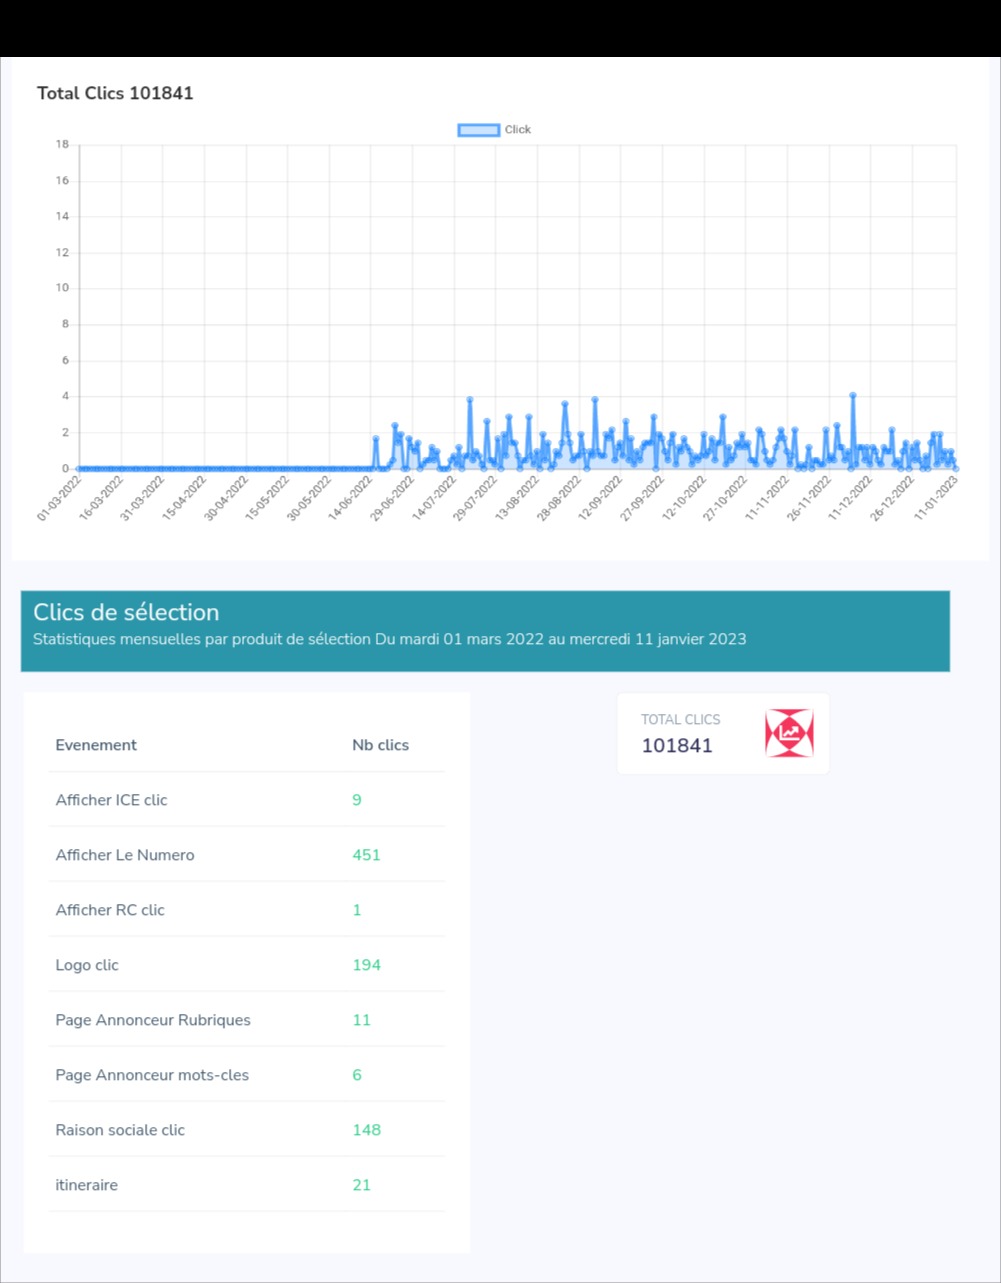 Total Clics 101841
Click
18
16
14
12
10
8
6
4
2
0
01-03-2022 16-03-2022 31-03-2022 15-04-2022 30-04-2022 15-05-2022 30-05-2022 14-06-2022 29-06-2022 14-07-2022 29-07-2022 13-08-2022 28-08-2022 12-09-2022 27-09-2022 12-10-2022 27-10-2022 11-11-2022 26-11-2022 11-12-2022 26-12-2022 11-01-2023
Clics de sélection
Statistiques mensuelles par produit de sélection Du mardi 01 mars 2022 au mercredi 11 janvier 2023
TOTAL CLICS
101841
Evenement Nb clics
Afficher ICE clic 9
Afficher Le Numero 451
Afficher RC clic 1
Logo clic 194
Page Annonceur Rubriques 11
Page Annonceur mots-cles 6
Raison sociale clic 148
itineraire 21